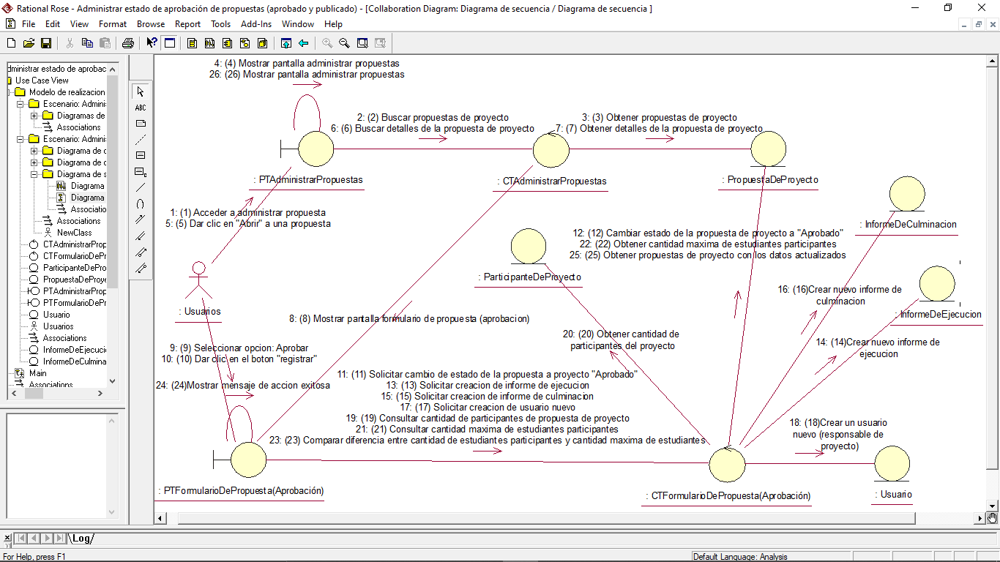 Rational Rose - Administrar estado de aprobación de propuestas (aprobado y publicado) - [Collaboration Diagram: Diagrama de secuencia / Diagrama de secuencia ]
File Edit View Format Browse Report Tools Add-Ins Window Help
dministrar estado de aprobac
Use Case View
Modelo de realizacion
Escenario: Admini
Diagramas de
Associations
Escenario: Admini
Diagrama de c
Diagrama de c
Diagrama de s
Diagrama
Diagrama
Associatio
Associations
NewClass
CTAdministrarProp
CTFormularioDePr
ParticipanteDeProy
PropuestaDeProye
PTAdministrarProp
PTFormularioDePr
Usuario
Usuarios
Associations
InformeDeEjecuci
InformeDeCulmina
Main
Associations
ABC
4: (4) Mostrar pantalla administrar propuestas
26: (26) Mostrar pantalla administrar propuestas
2: (2) Buscar propuestas de proyecto
6: (6) Buscar detalles de la propuesta de proyecto
3: (3) Obtener propuestas de proyecto
7: (7) Obtener detalles de la propuesta de proyecto
: PTAdministrarPropuestas
: CTAdministrarPropuestas
: PropuestaDeProyecto
1: (1) Acceder a administrar propuesta
5: (5) Dar clic en "Abrir" a una propuesta
: InformeDeCulminacion
12: (12) Cambiar estado de la propuesta de proyecto a "Aprobado"
22: (22) Obtener cantidad maxima de estudiantes participantes
25: (25) Obtener propuestas de proyecto con los datos actualizados
: ParticipanteDeProyecto
16: (16)Crear nuevo informe de
culminacion
: Usuarios
: InformeDeEjecucion
8: (8) Mostrar pantalla formulario de propuesta (aprobacion)
20: (20) Obtener cantidad de
participantes del proyecto
14: (14)Crear nuevo informe de
ejecucion
9: (9) Seleccionar opcion: Aprobar
10: (10) Dar clic en el boton "registrar"
24: (24)Mostrar mensaje de accion exitosa
11: (11) Solicitar cambio de estado de la propuesta a proyecto "Aprobado"
13: (13) Solicitar creacion de informe de ejecucion
15: (15) Solicitar creacion de informe de culminacion
17: (17) Solicitar creacion de usuario nuevo
19: (19) Consultar cantidad de participantes de propuesta de proyecto
21: (21) Consultar cantidad maxima de estudiantes participantes
23: (23) Comparar diferencia entre cantidad de estudiantes participantes y cantidad maxima de estudiantes
18: (18)Crear un usuario
nuevo (responsable de
proyecto)
: PTFormularioDePropuesta(Aprobación)
: CTFormularioDePropuesta(Aprobación)
: Usuario
Log
For Help, press F1
Default Language: Analysis